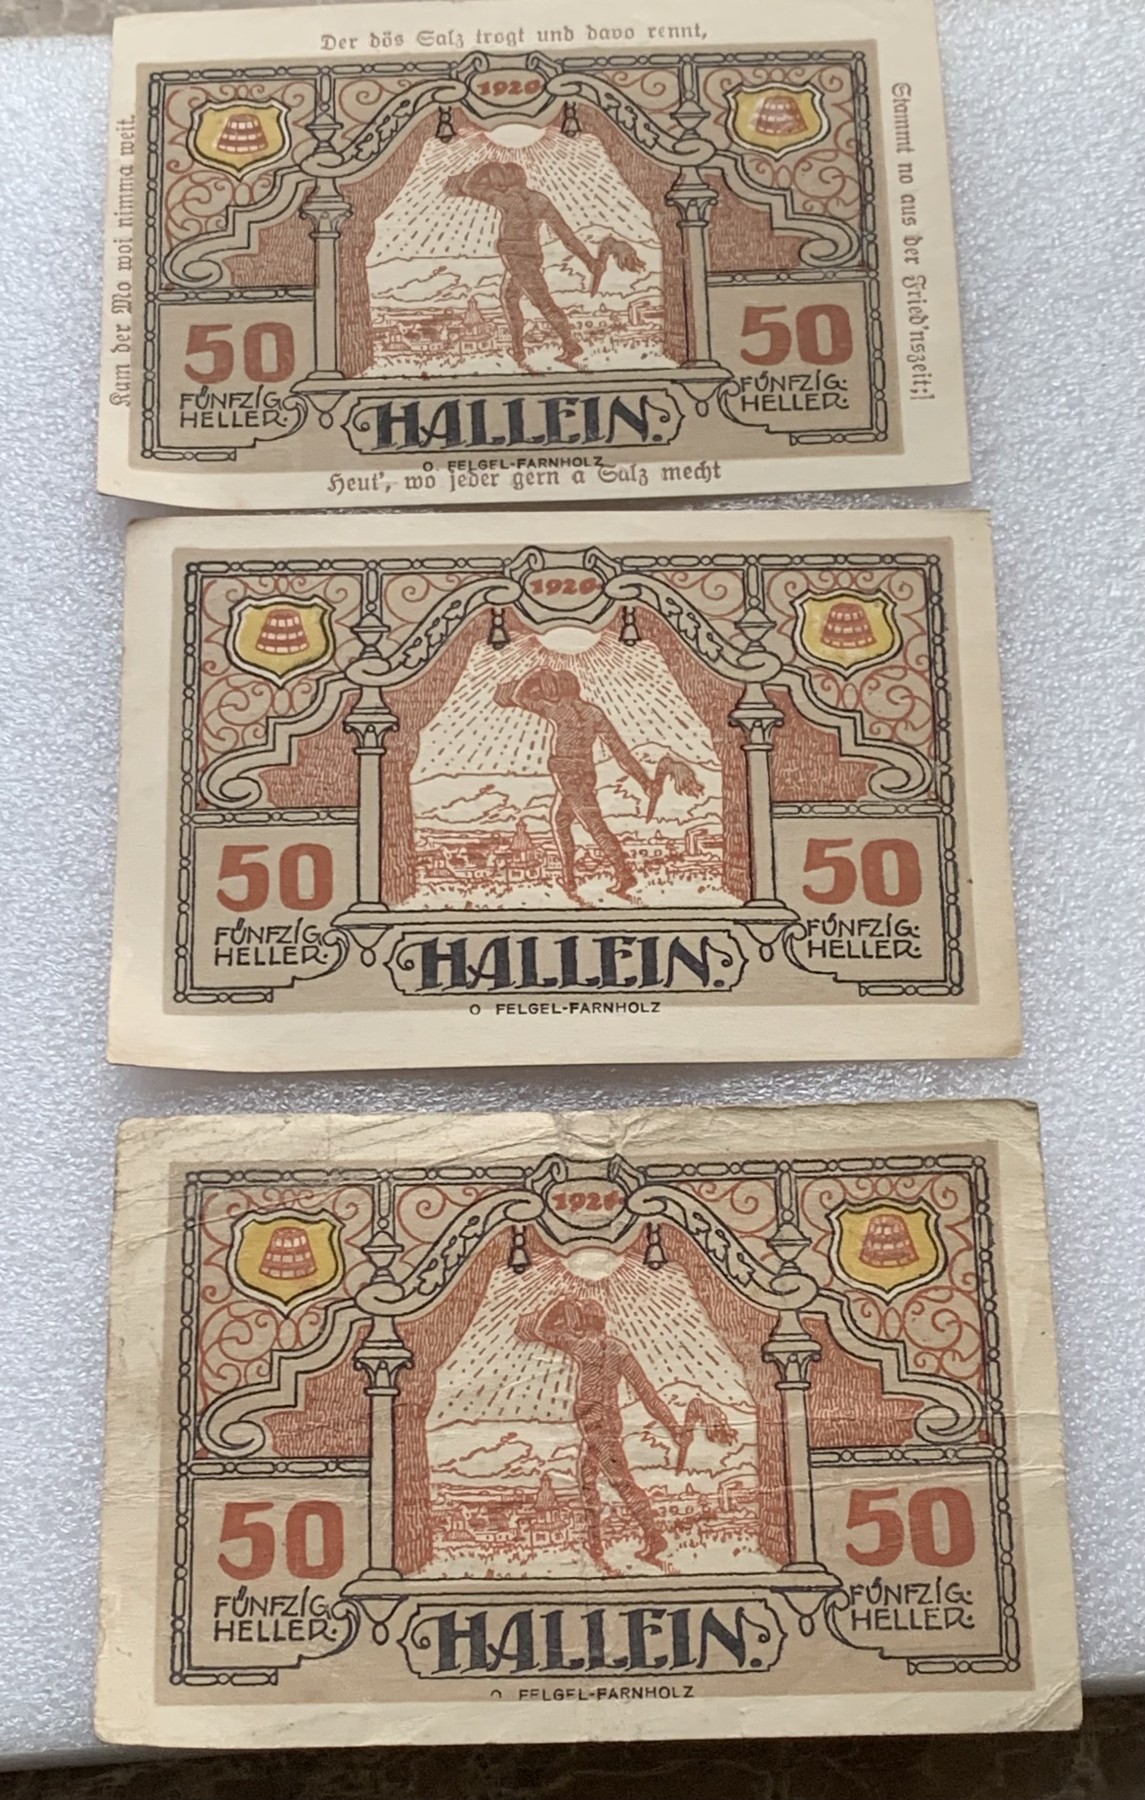 Der dös Salz trogt und davo rennt,
Stammt no aus der Fried'nszeit;
Kam der Mo woi nimma weit.
1920
50
FÜNFZIG
HELLER
50
FÜNFZIG
HELLER
HALLEIN.
O. FELGEL-FARNHOLZ
Heut', wo jeder gern a Salz mecht
1920
50
FÜNFZIG
HELLER
50
FÜNFZIG
HELLER
HALLEIN.
O FELGEL-FARNHOLZ
1920
50
FÜNFZIG
HELLER
50
FÜNFZIG
HELLER
HALLEIN.
O FELGEL-FARNHOLZ